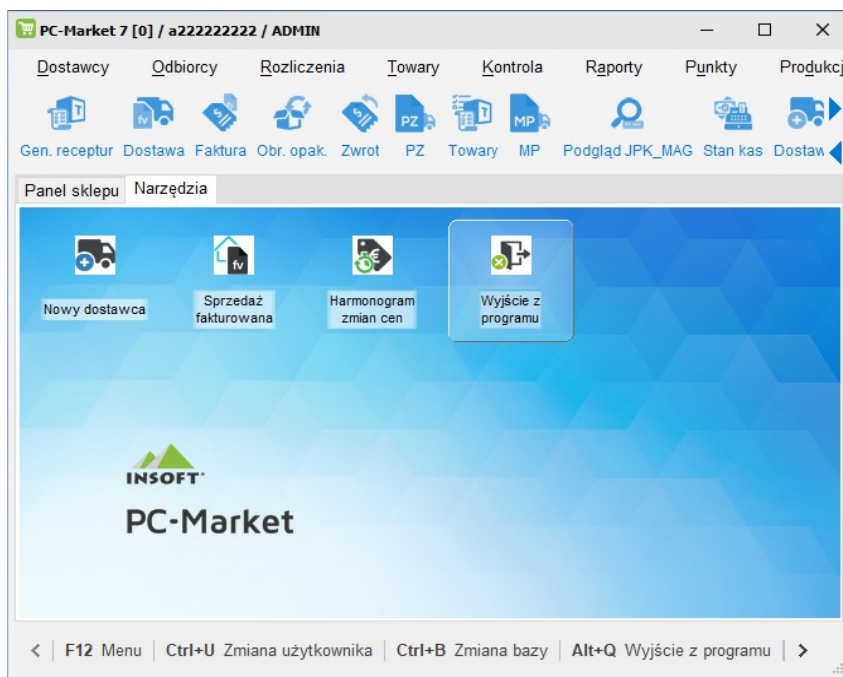 PC-Market 7 [0] / a222222222 / ADMIN
Dostawcy Odbiorcy Rozliczenia Towary Kontrola Raporty Punkty Produkcj
Gen. receptur Dostawa Faktura Obr. opak. Zwrot PZ Towary MP Podgląd JPK_MAG Stan kas Dostaw
Panel sklepu Narzędzia
Nowy dostawca
Sprzedaż
fakturowana
Harmonogram
zmian cen
Wyjście z
programu
INSOFT
PC-Market
F12 Menu Ctrl+U Zmiana użytkownika Ctrl+B Zmiana bazy Alt+Q Wyjście z programu